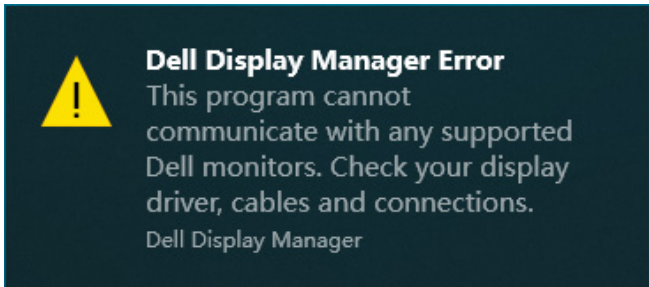 Dell Display Manager Error
This program cannot
communicate with any supported
Dell monitors. Check your display
driver, cables and connections.
Dell Display Manager